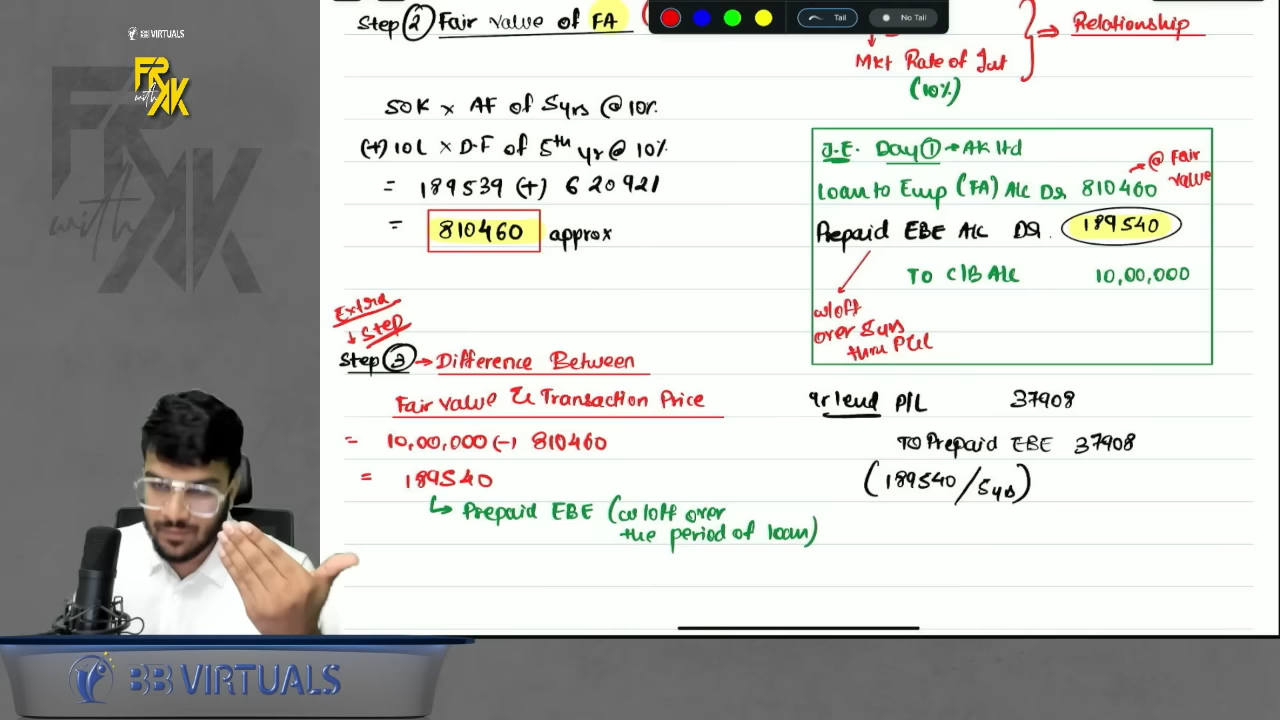 BB VIRTUALS
FR
with
AK
FR
with
AK
Tail
No Tail
Step ② Fair Value of FA (
⇒ Relationship
Mkt Rate of Int
(10%)
50K × AF of 5yrs @ 10%
(+) 10L × D.F of 5th yr @ 10%
= 189539 (+) 620921
= 810460 approx
J.E. Day ① → AK ltd
Loan to Emp (FA) A/c Dr 810460 → @ Fair Value
Prepaid EBE A/c Dr. 189540
To C/B A/c 10,00,000
w/off
over 5yrs
thru P&L
Extra
↓ Step
Step ③ → Difference Between
Fair Value & Transaction Price
= 10,00,000 (-) 810460
= 189540
↳ Prepaid EBE (w/off over
the period of loan)
yr end P/L 37908
To Prepaid EBE 37908
(189540/5yrs)
BB VIRTUALS